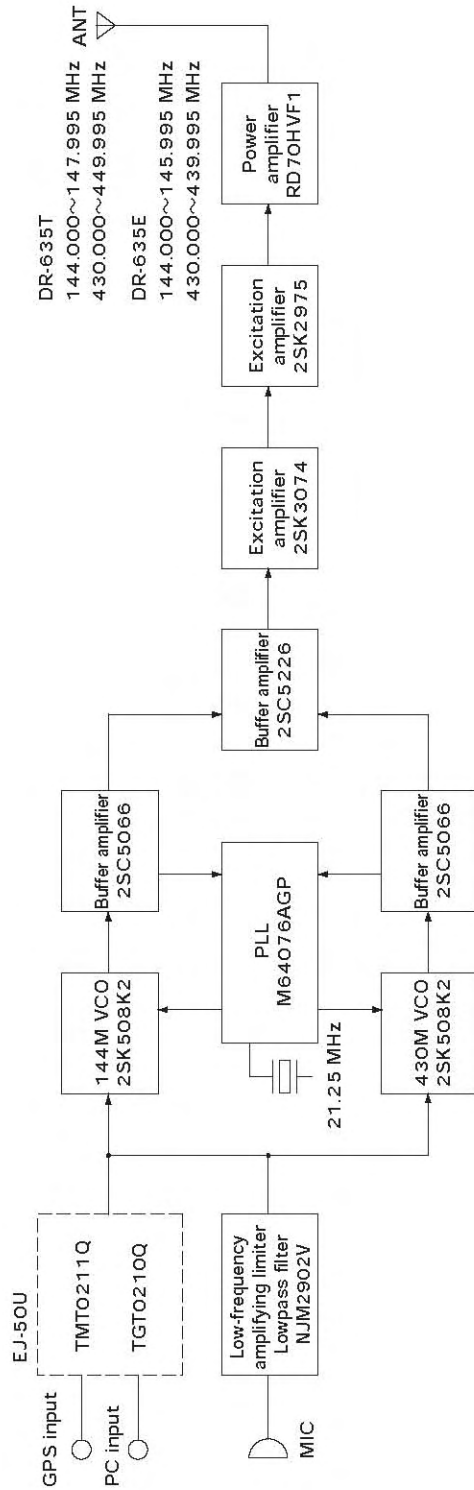 EJ-50U
GPS input
PC input
TMT0211Q
TGT0210Q
MIC
Low-frequency
amplifying limiter
Lowpass filter
NJM2902V
144M VCO
2SK508K2
Buffer amplifier
2SC5066
21.25 MHz
PLL
M64076AGP
430M VCO
2SK508K2
Buffer amplifier
2SC5066
Buffer amplifier
2SC5226
Excitation
amplifier
2SK3074
Excitation
amplifier
2SK2975
Power
amplifier
RD70HVF1
DR-635T
144.000~147.995 MHz
430.000~449.995 MHz
DR-635E
144.000~145.995 MHz
430.000~439.995 MHz
ANT